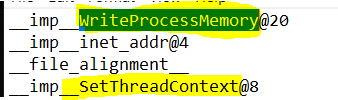 __imp__WriteProcessMemory@20
__imp__inet_addr@4
__file_alignment__
__imp__SetThreadContext@8